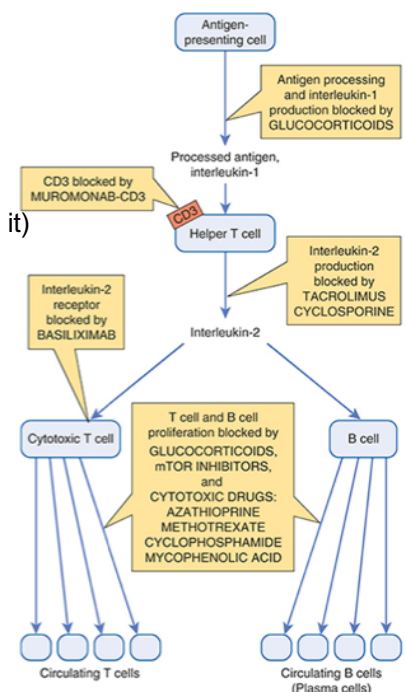 Antigen-
presenting cell
Antigen processing
and interleukin-1
production blocked by
GLUCOCORTICOIDS
Processed antigen,
interleukin-1
CD3 blocked by
MUROMONAB-CD3
CD3
it)
Helper T cell
Interleukin-2
production
blocked by
TACROLIMUS
CYCLOSPORINE
Interleukin-2
receptor
blocked by
BASILIXIMAB
Interleukin-2
Cytotoxic T cell
T cell and B cell
proliferation blocked by
GLUCOCORTICOIDS,
mTOR INHIBITORS,
and
CYTOTOXIC DRUGS:
AZATHIOPRINE
METHOTREXATE
CYCLOPHOSPHAMIDE
MYCOPHENOLIC ACID
B cell
Circulating T cells
Circulating B cells
(Plasma cells)